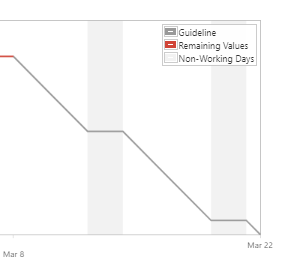 Guideline
Remaining Values
Non-Working Days
Mar 22
Mar 8